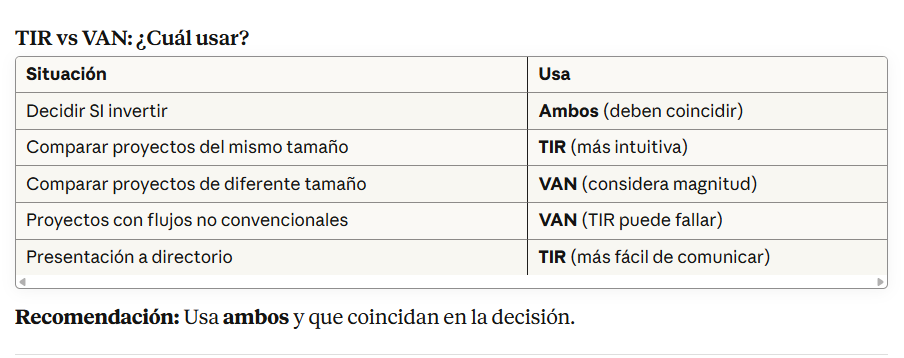 TIR vs VAN: ¿Cuál usar?
Situación Usa
Decidir SI invertir Ambos (deben coincidir)
Comparar proyectos del mismo tamaño TIR (más intuitiva)
Comparar proyectos de diferente tamaño VAN (considera magnitud)
Proyectos con flujos no convencionales VAN (TIR puede fallar)
Presentación a directorio TIR (más fácil de comunicar)
Recomendación: Usa ambos y que coincidan en la decisión.